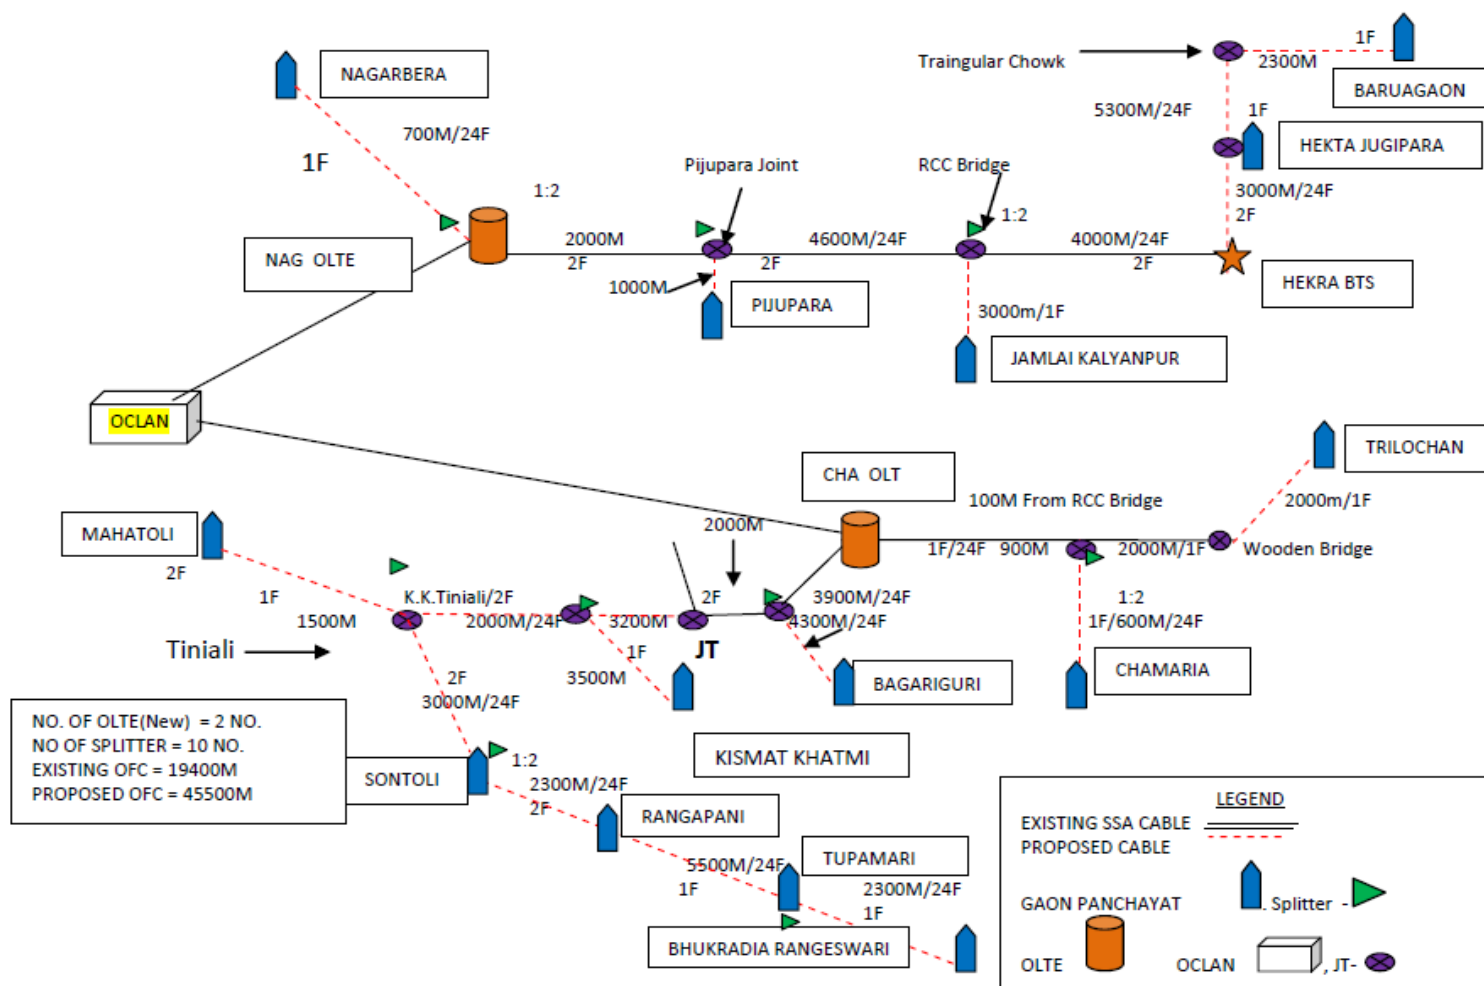 1F
BARUAGAON
2300M
Traingular Chowk
NAGARBERA
5300M/24F
1F
700M/24F
HEKTA JUGIPARA
1F
Pijupara Joint
RCC Bridge
3000M/24F
2F
1:2
1:2
NAG OLTE
2000M
2F
4600M/24F
2F
4000M/24F
2F
HEKRA BTS
1000M
PIJUPARA
3000m/1F
JAMLAI KALYANPUR
OCLAN
TRILOCHAN
CHA OLT
100M From RCC Bridge
2000m/1F
MAHATOLI
2000M
2F
1F/24F 900M
2000M/1F
Wooden Bridge
1F
K.K.Tiniali/2F
2F
3900M/24F
1:2
1500M
2000M/24F
3200M
4300M/24F
1F/600M/24F
Tiniali
1F
JT
CHAMARIA
2F
3500M
BAGARIGURI
3000M/24F
NO. OF OLTE(New) = 2 NO.
NO OF SPLITTER = 10 NO.
EXISTING OFC = 19400M
PROPOSED OFC = 45500M
KISMAT KHATMI
SONTOLI
1:2
2300M/24F
2F
RANGAPANI
TUPAMARI
5500M/24F
1F
2300M/24F
1F
BHUKRADIA RANGESWARI
LEGEND
EXISTING SSA CABLE
PROPOSED CABLE
GAON PANCHAYAT
. Splitter -
OLTE
OCLAN
, JT-